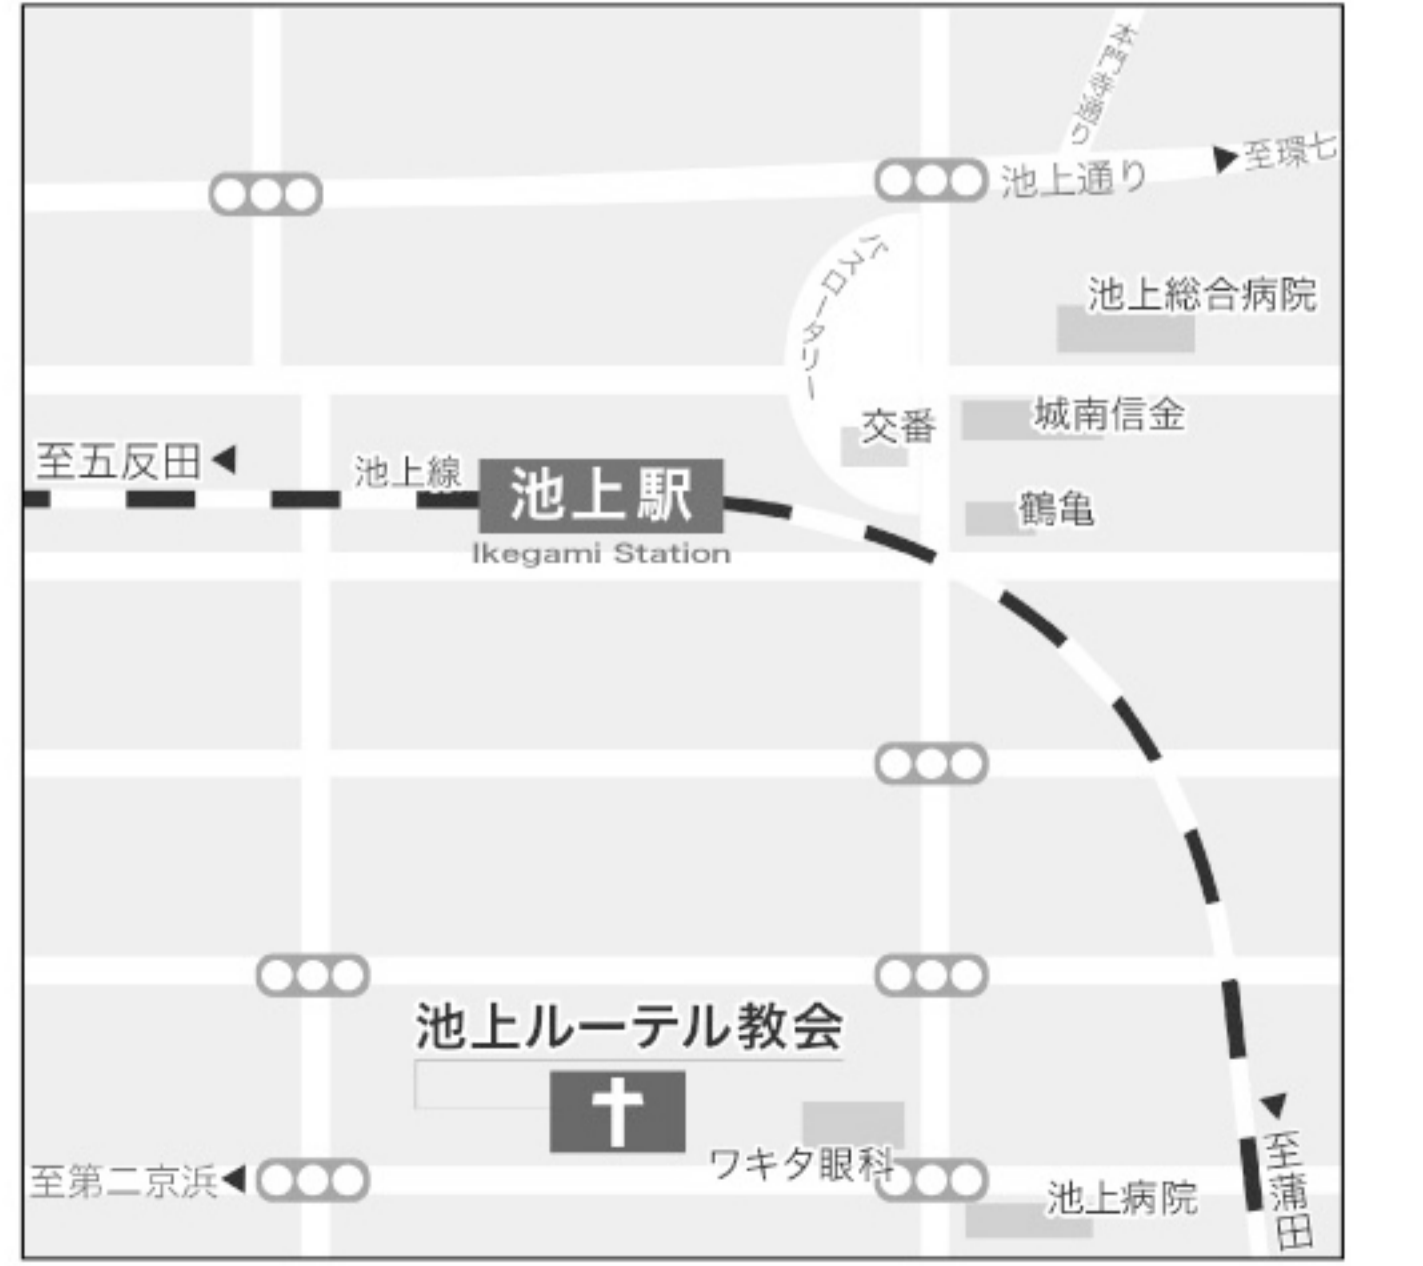 本門寺通り
至環七
池上通り
バスロータリー
池上総合病院
交番
城南信金
至五反田
池上線
池上駅
Ikegami Station
鶴亀
池上ルーテル教会
ワキタ眼科
至第二京浜
池上病院
至蒲田